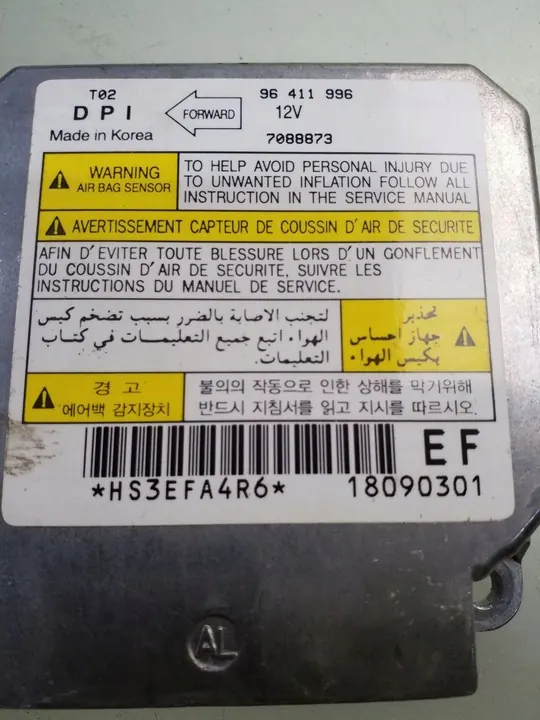 T02
DPI
Made in Korea
FORWARD
96 411 996
12V
7088873
WARNING
AIR BAG SENSOR
TO HELP AVOID PERSONAL INJURY DUE
TO UNWANTED INFLATION FOLLOW ALL
INSTRUCTION IN THE SERVICE MANUAL
AVERTISSEMENT CAPTEUR DE COUSSIN D'AIR DE SECURITE
AFIN D'EVITER TOUTE BLESSURE LORS D'UN GONFLEMENT
DU COUSSIN D'AIR DE SECURITE, SUIVRE LES
INSTRUCTIONS DU MANUEL DE SERVICE.
تحذير
جهاز احساس
بكيس الهواء
لتجنب الاصابة بالضرر بسبب تضخم كيس
الهواء اتبع جميع التعليمات في كتاب
التعليمات.
경 고
에어백 감지장치
불의의 작동으로 인한 상해를 막기위해
반드시 지침서를 읽고 지시를 따르시오.
*HS3EFA4R6*
EF
18090301
AL